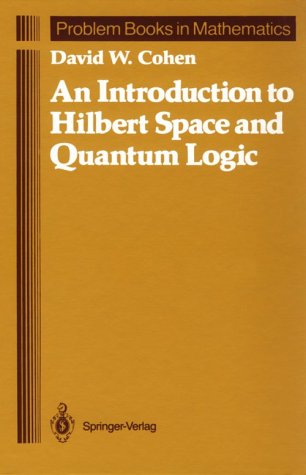 Problem Books in Mathematics
David W. Cohen
An Introduction to
Hilbert Space and
Quantum Logic
Springer-Verlag